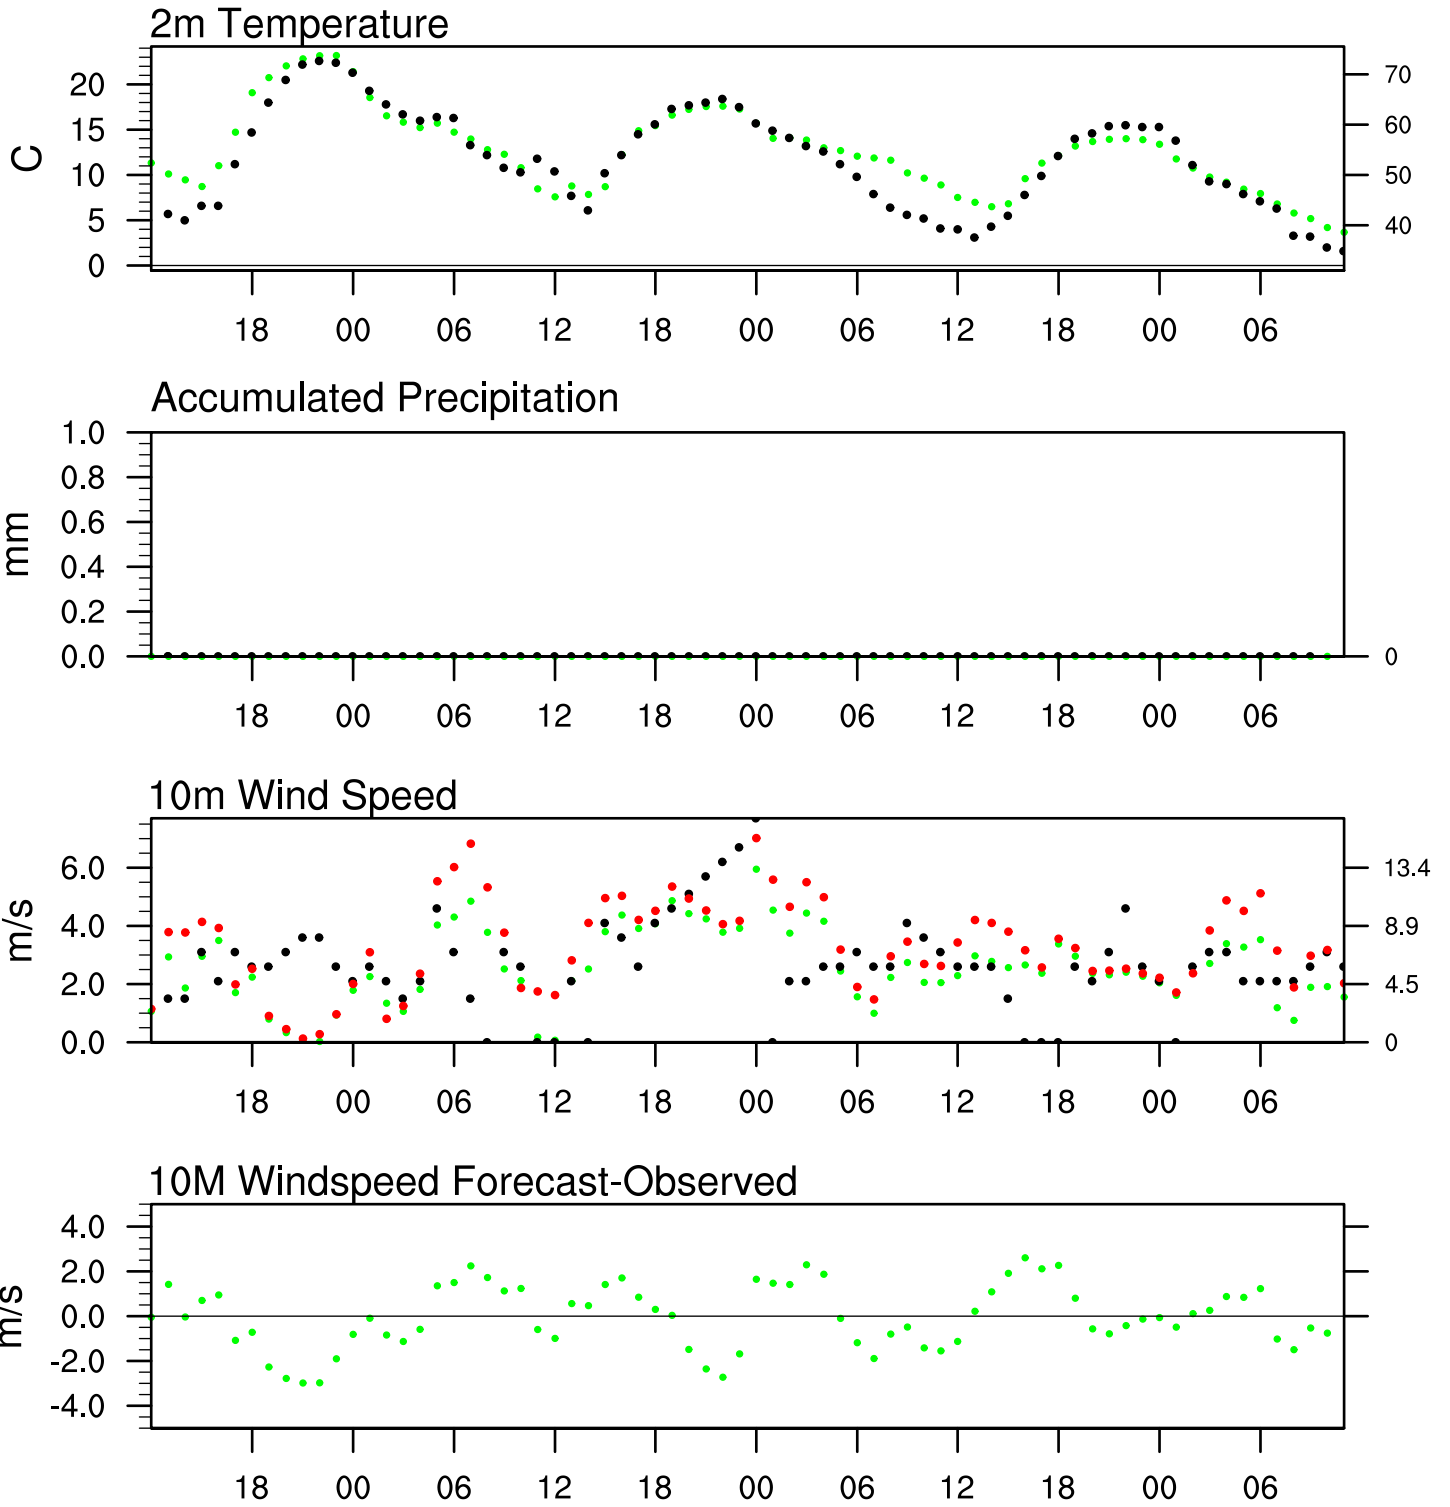 2m Temperature
C
20
15
10
5
0
70
60
50
40
18 00 06 12 18 00 06 12 18 00 06
Accumulated Precipitation
mm
1.0
0.8
0.6
0.4
0.2
0.0
0
18 00 06 12 18 00 06 12 18 00 06
10m Wind Speed
m/s
6.0
4.0
2.0
0.0
13.4
8.9
4.5
0
18 00 06 12 18 00 06 12 18 00 06
10M Windspeed Forecast-Observed
m/s
4.0
2.0
0.0
-2.0
-4.0
18 00 06 12 18 00 06 12 18 00 06